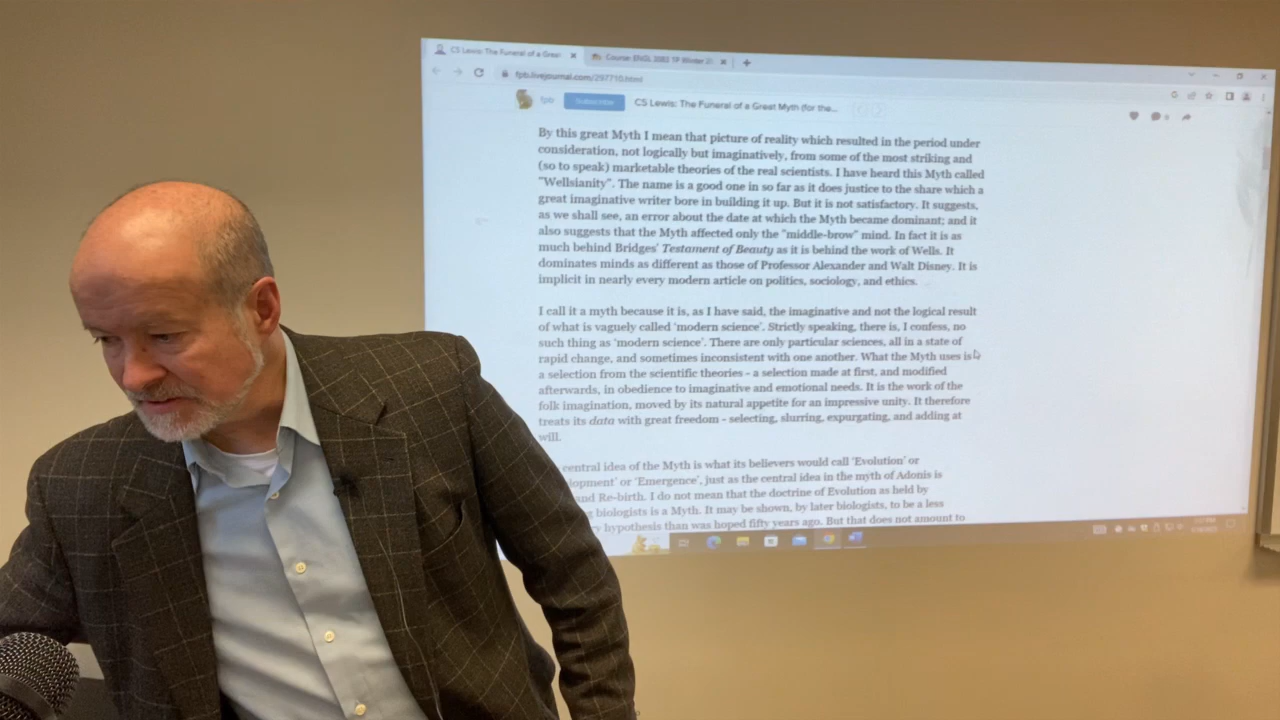 CS Lewis: The Funeral of a Great
Course: ENGL 3082 TP Winter 2
fpb.livejournal.com/297710.html
fpb
Subscribe
CS Lewis: The Funeral of a Great Myth (for the...
By this great Myth I mean that picture of reality which resulted in the period under
consideration, not logically but imaginatively, from some of the most striking and
(so to speak) marketable theories of the real scientists. I have heard this Myth called
"Wellsianity". The name is a good one in so far as it does justice to the share which a
great imaginative writer bore in building it up. But it is not satisfactory. It suggests,
as we shall see, an error about the date at which the Myth became dominant; and it
also suggests that the Myth affected only the "middle-brow" mind. In fact it is as
much behind Bridges' Testament of Beauty as it is behind the work of Wells. It
dominates minds as different as those of Professor Alexander and Walt Disney. It is
implicit in nearly every modern article on politics, sociology, and ethics.
I call it a myth because it is, as I have said, the imaginative and not the logical result
of what is vaguely called 'modern science'. Strictly speaking, there is, I confess, no
such thing as 'modern science'. There are only particular sciences, all in a state of
rapid change, and sometimes inconsistent with one another. What the Myth uses is
a selection from the scientific theories – a selection made at first, and modified
afterwards, in obedience to imaginative and emotional needs. It is the work of the
folk imagination, moved by its natural appetite for an impressive unity. It therefore
treats its data with great freedom – selecting, slurring, expurgating, and adding at
will.
central idea of the Myth is what its believers would call 'Evolution' or
lopment' or 'Emergence', just as the central idea in the myth of Adonis is
and Re-birth. I do not mean that the doctrine of Evolution as held by
g biologists is a Myth. It may be shown, by later biologists, to be a less
y hypothesis than was hoped fifty years ago. But that does not amount to